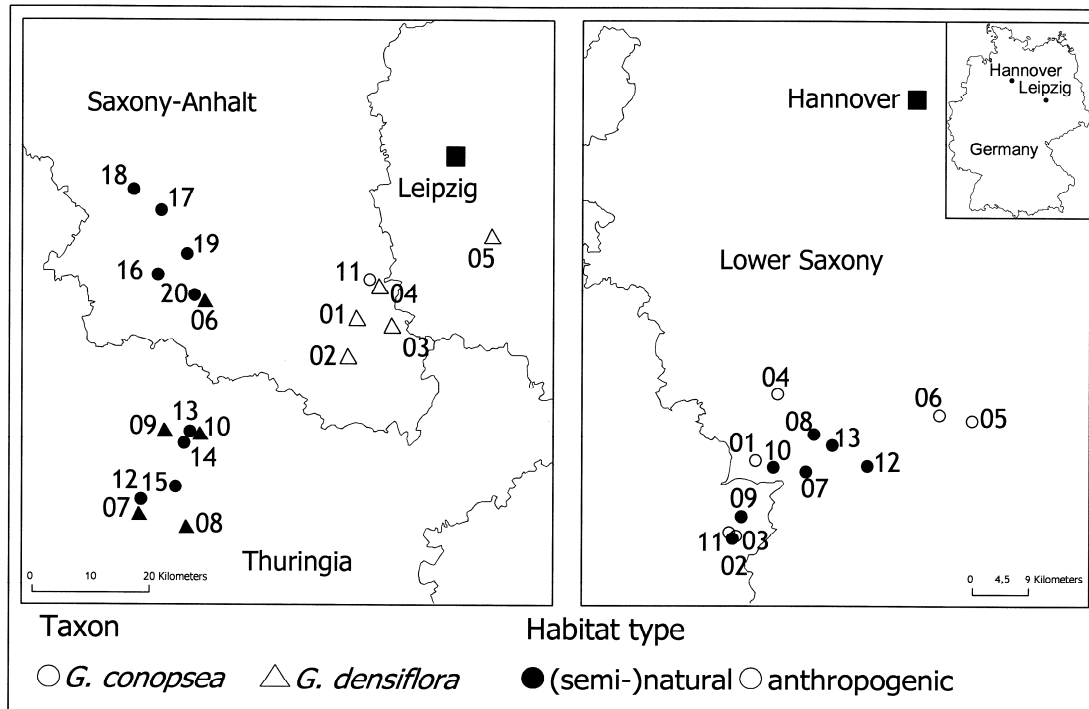 Saxony-Anhalt
Leipzig
18
17
19
16
20
06
11
04
01
03
02
05
13
09
10
14
12
15
07
08
Thuringia
0 10 20 Kilometers
Hannover
Hannover
Leipzig
Germany
Lower Saxony
04
06
05
08
13
01
10
12
07
09
11
03
02
0 4,5 9 Kilometers
Taxon
G. conopsea
G. densiflora
Habitat type
(semi-)natural
anthropogenic